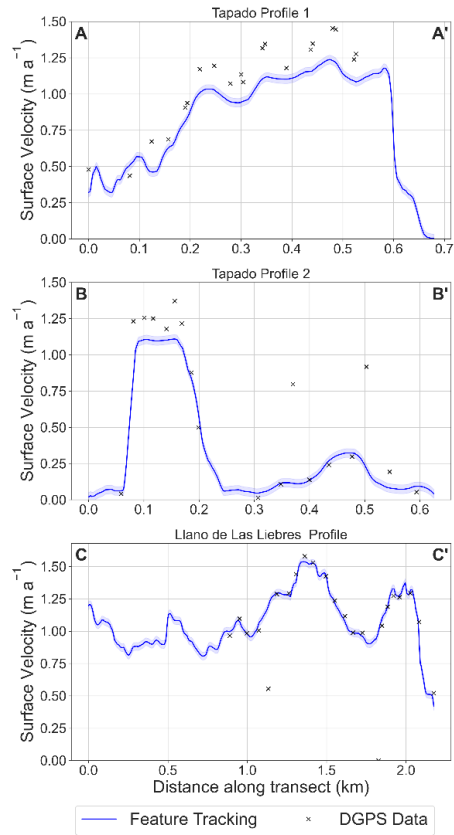 Tapado Profile 1
A A'
1.50
1.25
1.00
0.75
0.50
0.25
0.00
Surface Velocity (m a⁻¹)
0.0 0.1 0.2 0.3 0.4 0.5 0.6 0.7
Tapado Profile 2
B B'
1.50
1.25
1.00
0.75
0.50
0.25
0.00
Surface Velocity (m a⁻¹)
0.0 0.1 0.2 0.3 0.4 0.5 0.6
Llano de Las Liebres Profile
C C'
1.50
1.25
1.00
0.75
0.50
0.25
0.00
Surface Velocity (m a⁻¹)
0.0 0.5 1.0 1.5 2.0
Distance along transect (km)
Feature Tracking DGPS Data